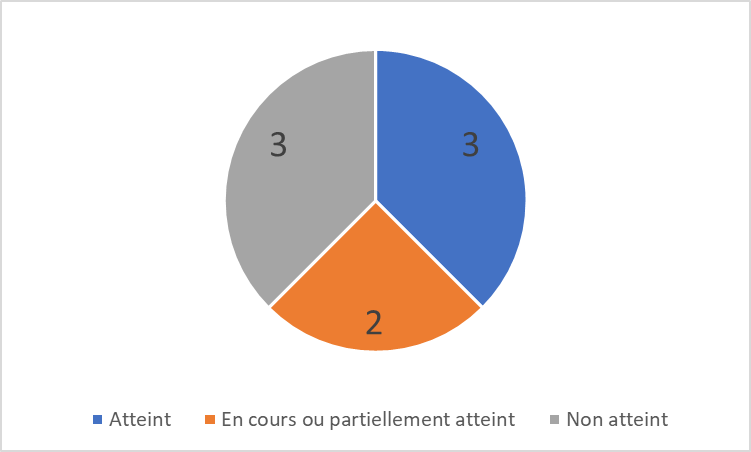 3
3
2
Atteint
En cours ou partiellement atteint
Non atteint